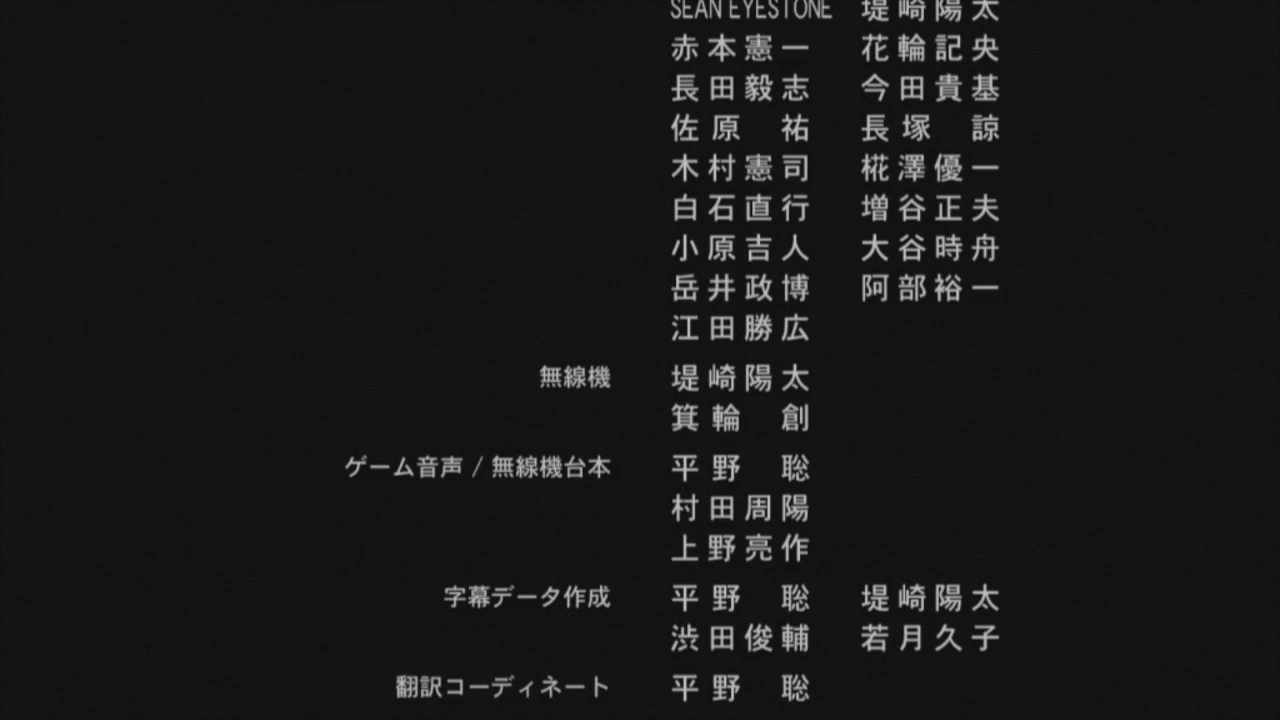 SEAN EYESTONE 堤崎陽太
赤本憲一 花輪記央
長田毅志 今田貴基
佐原 祐 長塚 諒
木村憲司 椛澤優一
白石直行 増谷正夫
小原吉人 大谷時舟
岳井政博 阿部裕一
江田勝広
無線機 堤崎陽太
箕輪 創
ゲーム音声 / 無線機台本 平野 聡
村田周陽
上野亮作
字幕データ作成 平野 聡 堤崎陽太
渋田俊輔 若月久子
翻訳コーディネート 平野 聡